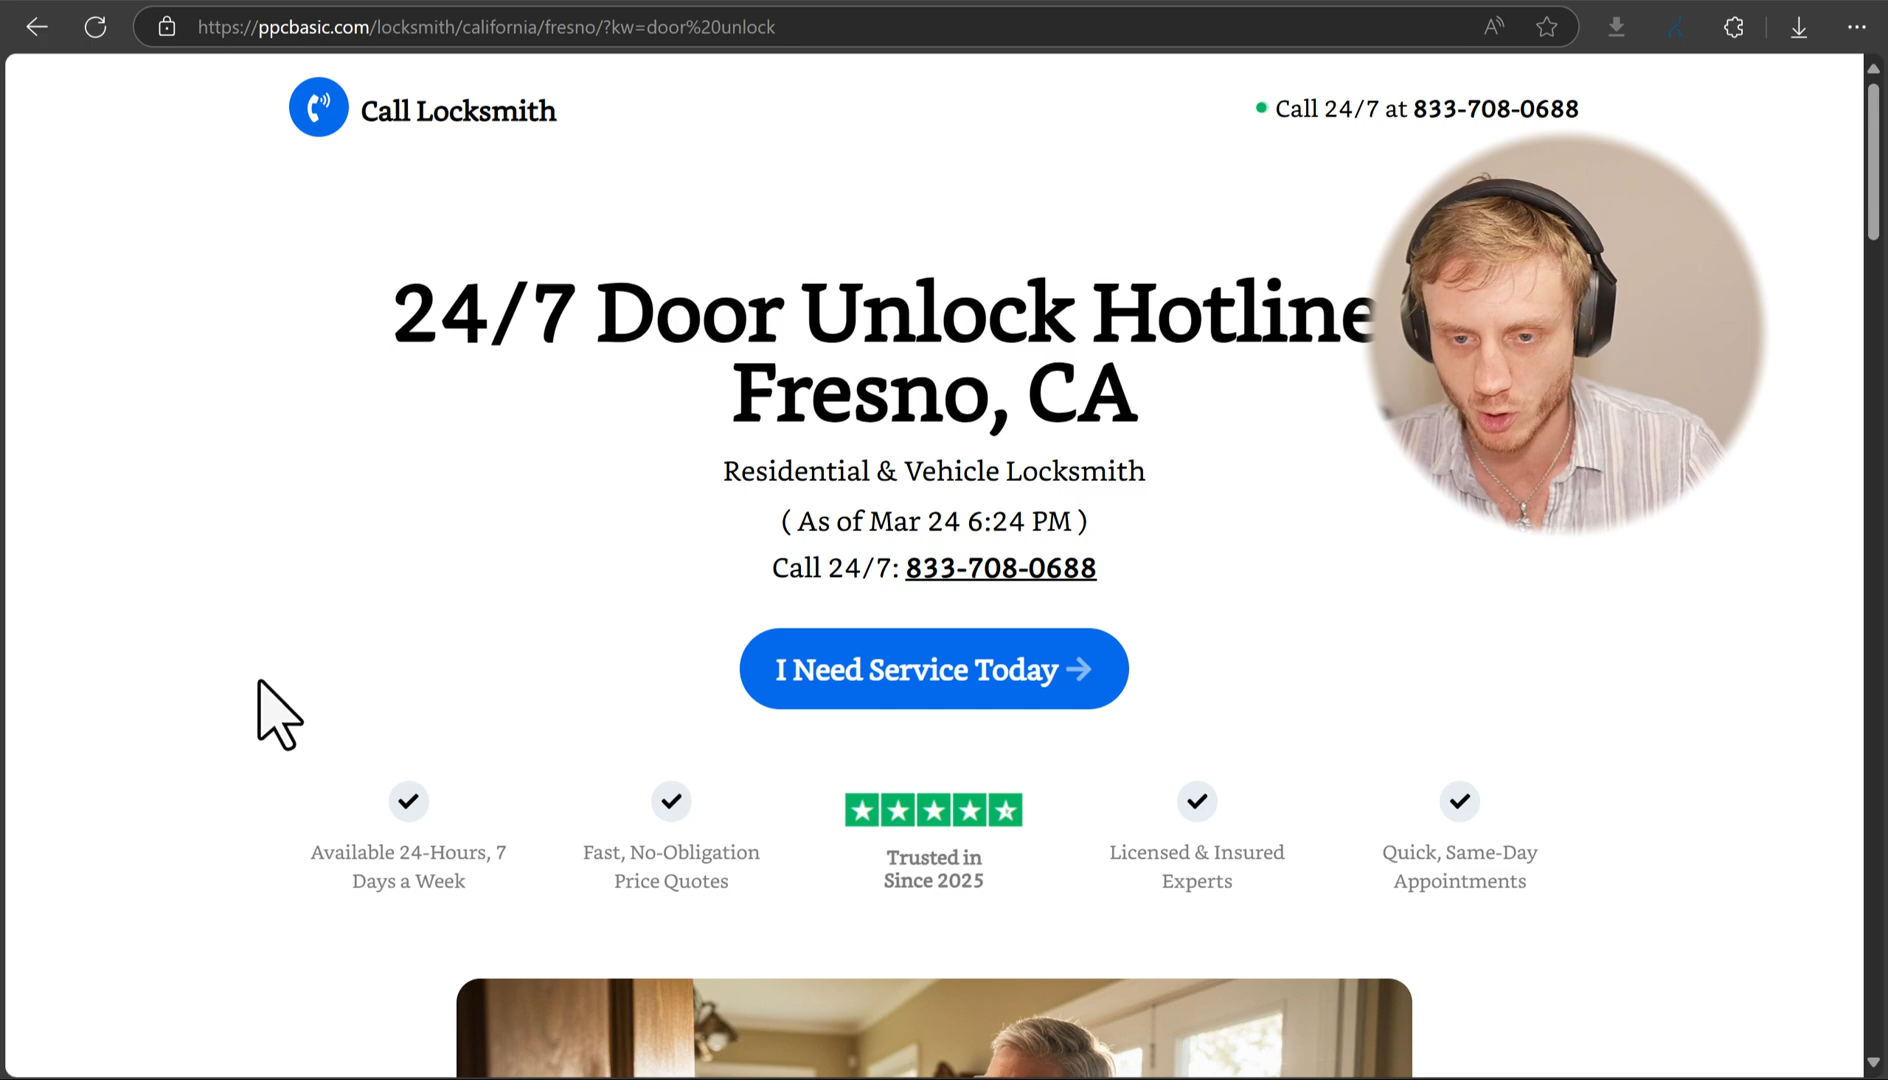 https://ppcbasic.com/locksmith/california/fresno/?kw=door%20unlock
Call Locksmith
Call 24/7 at 833-708-0688
24/7 Door Unlock Hotline
Fresno, CA
Residential & Vehicle Locksmith
( As of Mar 24 6:24 PM )
Call 24/7: 833-708-0688
I Need Service Today
Available 24-Hours, 7
Days a Week
Fast, No-Obligation
Price Quotes
Trusted in
Since 2025
Licensed & Insured
Experts
Quick, Same-Day
Appointments